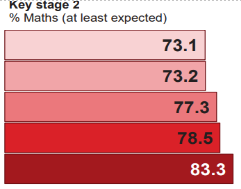 Key stage 2
% Maths (at least expected)
73.1
73.2
77.3
78.5
83.3